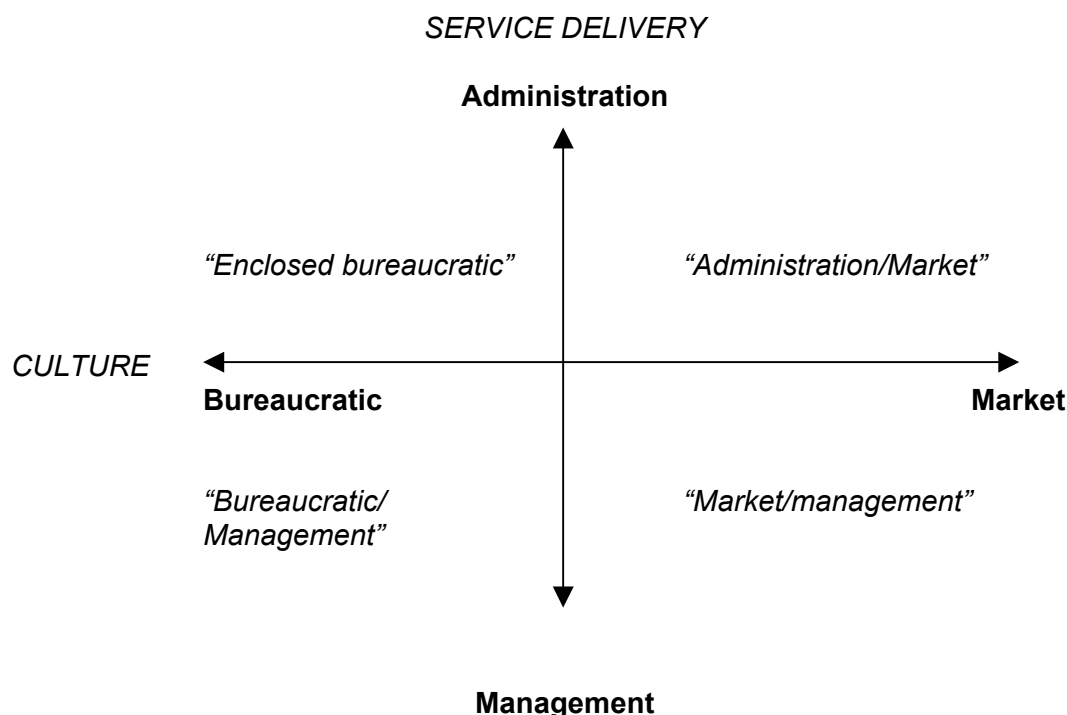 SERVICE DELIVERY
Administration
“Enclosed bureaucratic”
“Administration/Market”
CULTURE
Bureaucratic
Market
“Bureaucratic/
Management”
“Market/management”
Management